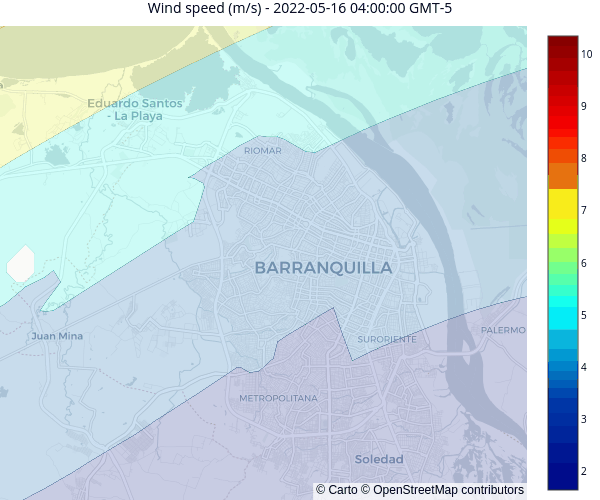 Wind speed (m/s) - 2022-05-16 04:00:00 GMT-5
Eduardo Santos
- La Playa
RIOMAR
BARRANQUILLA
Juan Mina
SURORIENTE
PALERMO
METROPOLITANA
Soledad
© Carto © OpenStreetMap contributors
10
9
8
7
6
5
4
3
2